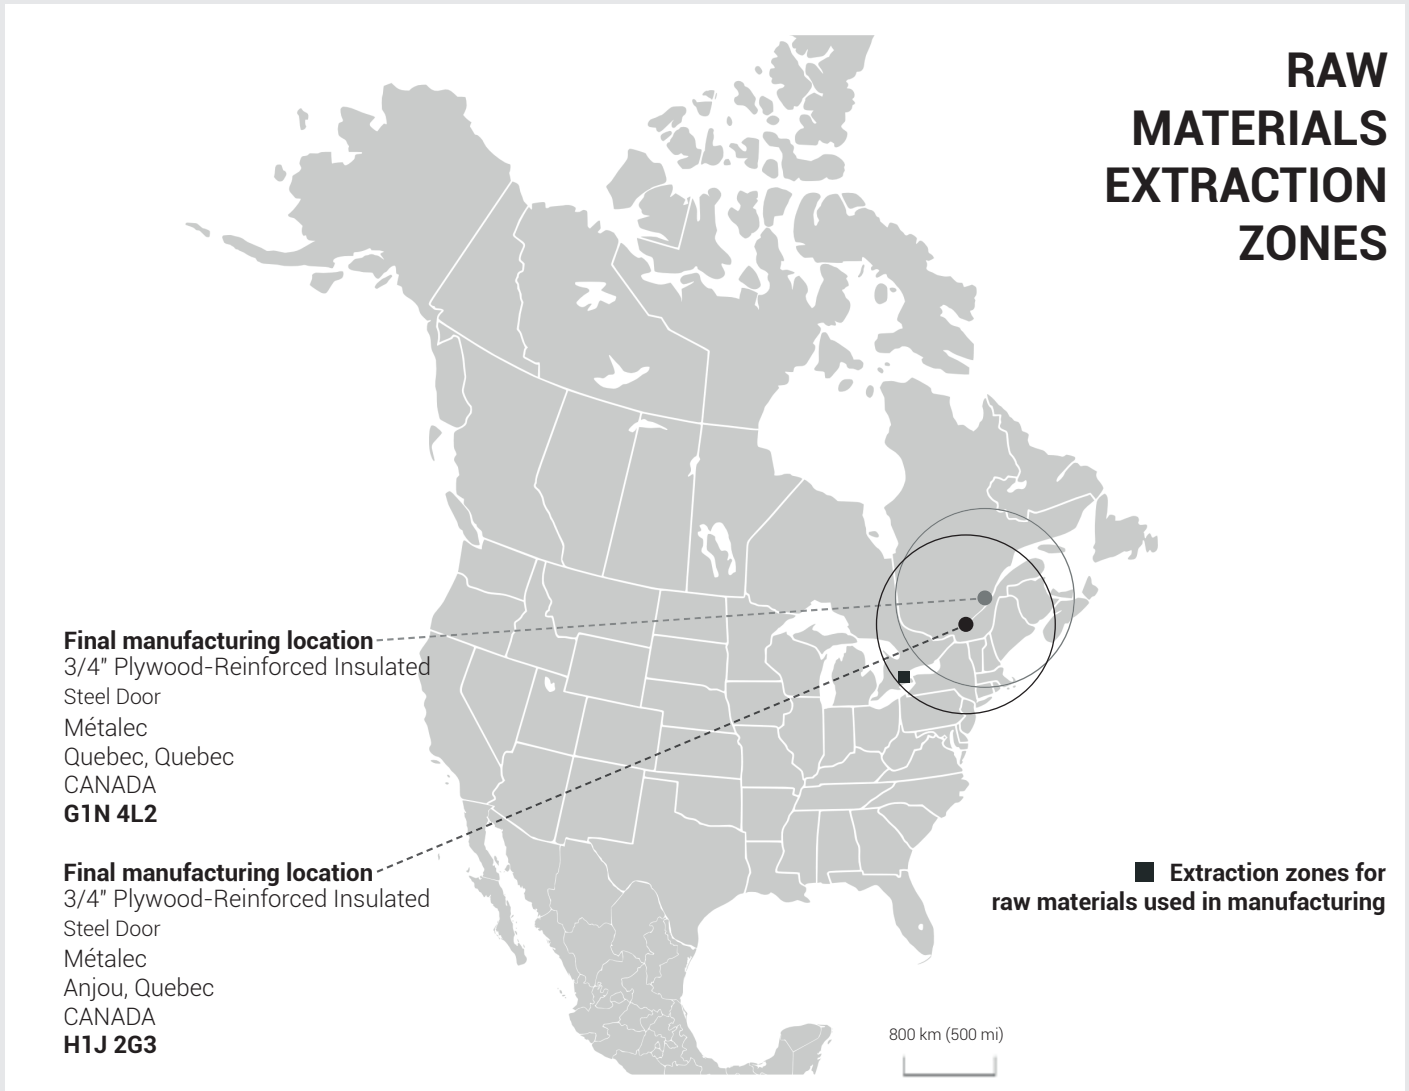 RAW
MATERIALS
EXTRACTION
ZONES
Final manufacturing location
3/4" Plywood-Reinforced Insulated
Steel Door
Métalec
Quebec, Quebec
CANADA
G1N 4L2
Final manufacturing location
3/4" Plywood-Reinforced Insulated
Steel Door
Métalec
Anjou, Quebec
CANADA
H1J 2G3
Extraction zones for
raw materials used in manufacturing
800 km (500 mi)